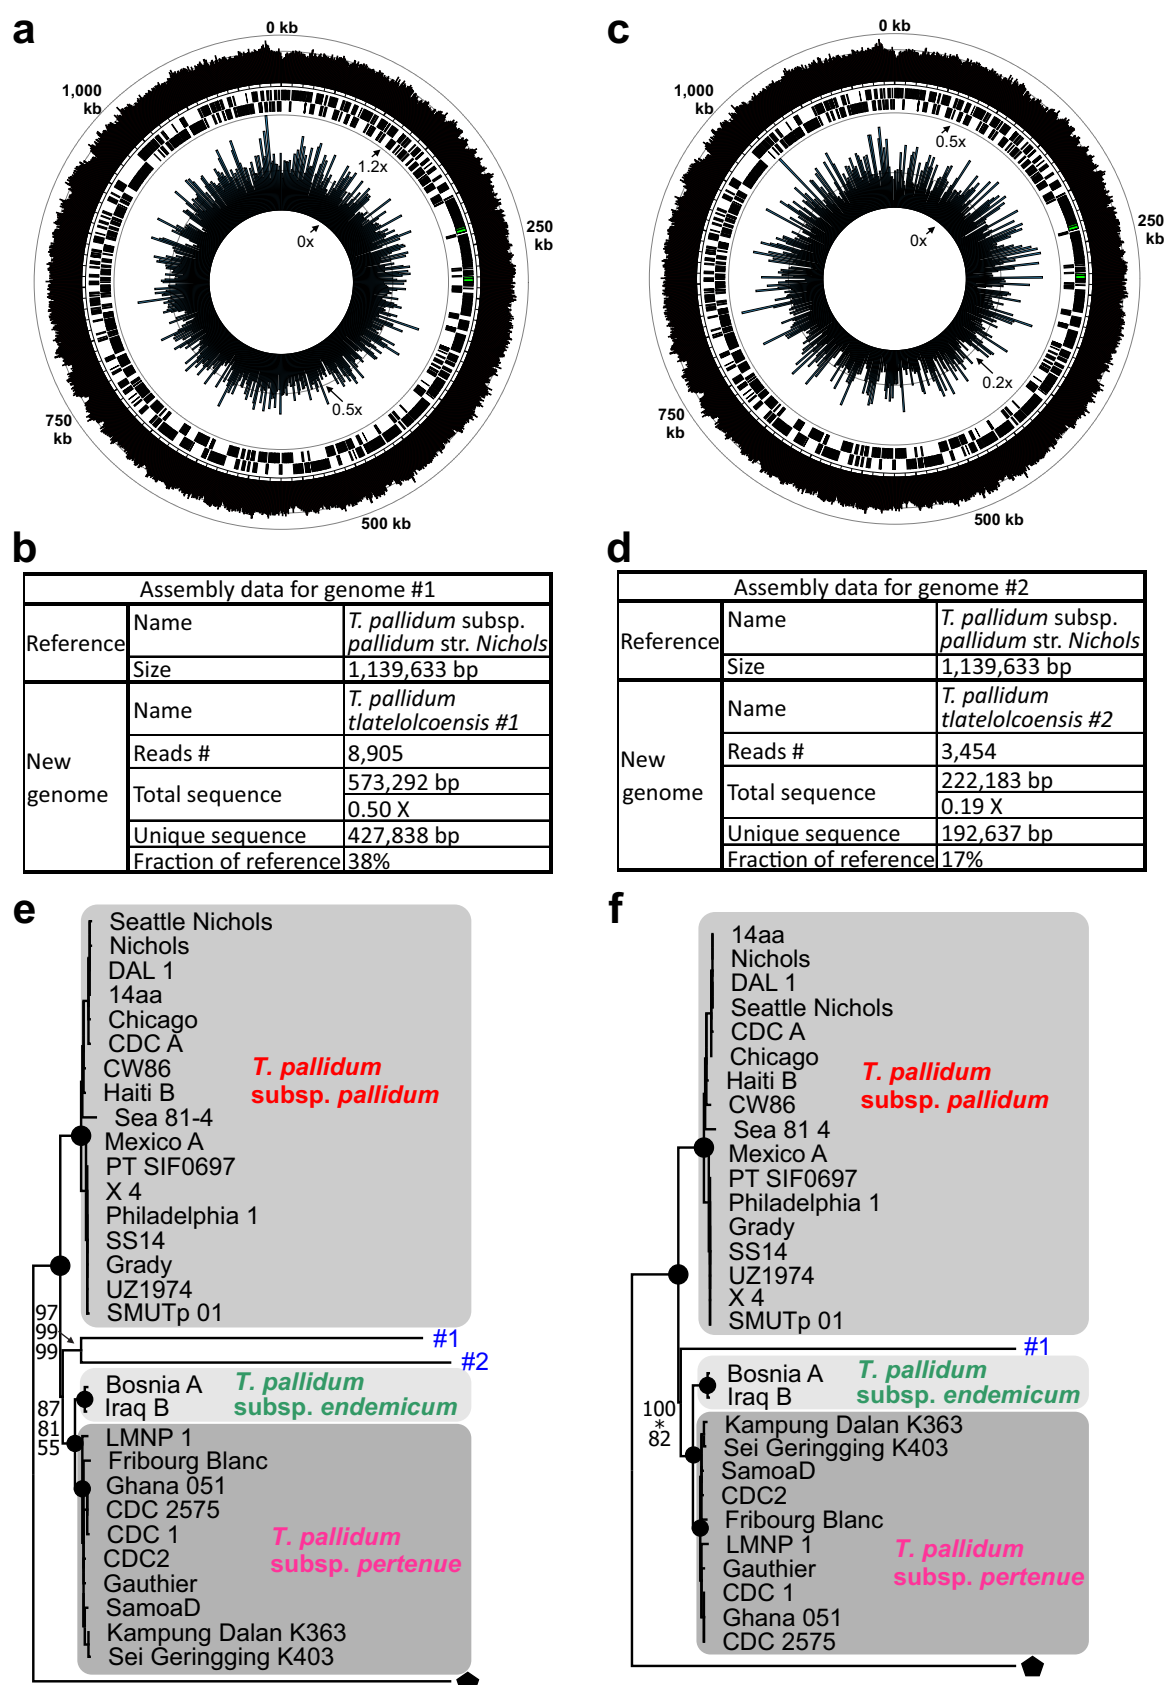 a
0 kb
1,000
kb
1.2x
0x
250
kb
0.5x
750
kb
500 kb
c
0 kb
1,000
kb
0.5x
0x
250
kb
0.2x
750
kb
500 kb
b
Assembly data for genome #1
Reference
Name
T. pallidum subsp.
pallidum str. Nichols
Size
1,139,633 bp
New
genome
Name
T. pallidum
tlatelolcoensis #1
Reads #
8,905
Total sequence
573,292 bp
0.50 X
Unique sequence
427,838 bp
Fraction of reference
38%
d
Assembly data for genome #2
Reference
Name
T. pallidum subsp.
pallidum str. Nichols
Size
1,139,633 bp
New
genome
Name
T. pallidum
tlatelolcoensis #2
Reads #
3,454
Total sequence
222,183 bp
0.19 X
Unique sequence
192,637 bp
Fraction of reference
17%
e
Seattle Nichols
Nichols
DAL 1
14aa
Chicago
CDC A
CW86
Haiti B
Sea 81-4
Mexico A
PT SIF0697
X 4
Philadelphia 1
SS14
Grady
UZ1974
SMUTp 01
T. pallidum
subsp. pallidum
97
99
99
#1
#2
Bosnia A
Iraq B
T. pallidum
subsp. endemicum
87
81
55
LMNP 1
Fribourg Blanc
Ghana 051
CDC 2575
CDC 1
CDC2
Gauthier
SamoaD
Kampung Dalan K363
Sei Geringging K403
T. pallidum
subsp. pertenue
f
14aa
Nichols
DAL 1
Seattle Nichols
CDC A
Chicago
Haiti B
CW86
Sea 81 4
Mexico A
PT SIF0697
Philadelphia 1
Grady
SS14
UZ1974
X 4
SMUTp 01
T. pallidum
subsp. pallidum
#1
Bosnia A
Iraq B
T. pallidum
subsp. endemicum
100
*
82
Kampung Dalan K363
Sei Geringging K403
SamoaD
CDC2
Fribourg Blanc
LMNP 1
Gauthier
CDC 1
Ghana 051
CDC 2575
T. pallidum
subsp. pertenue